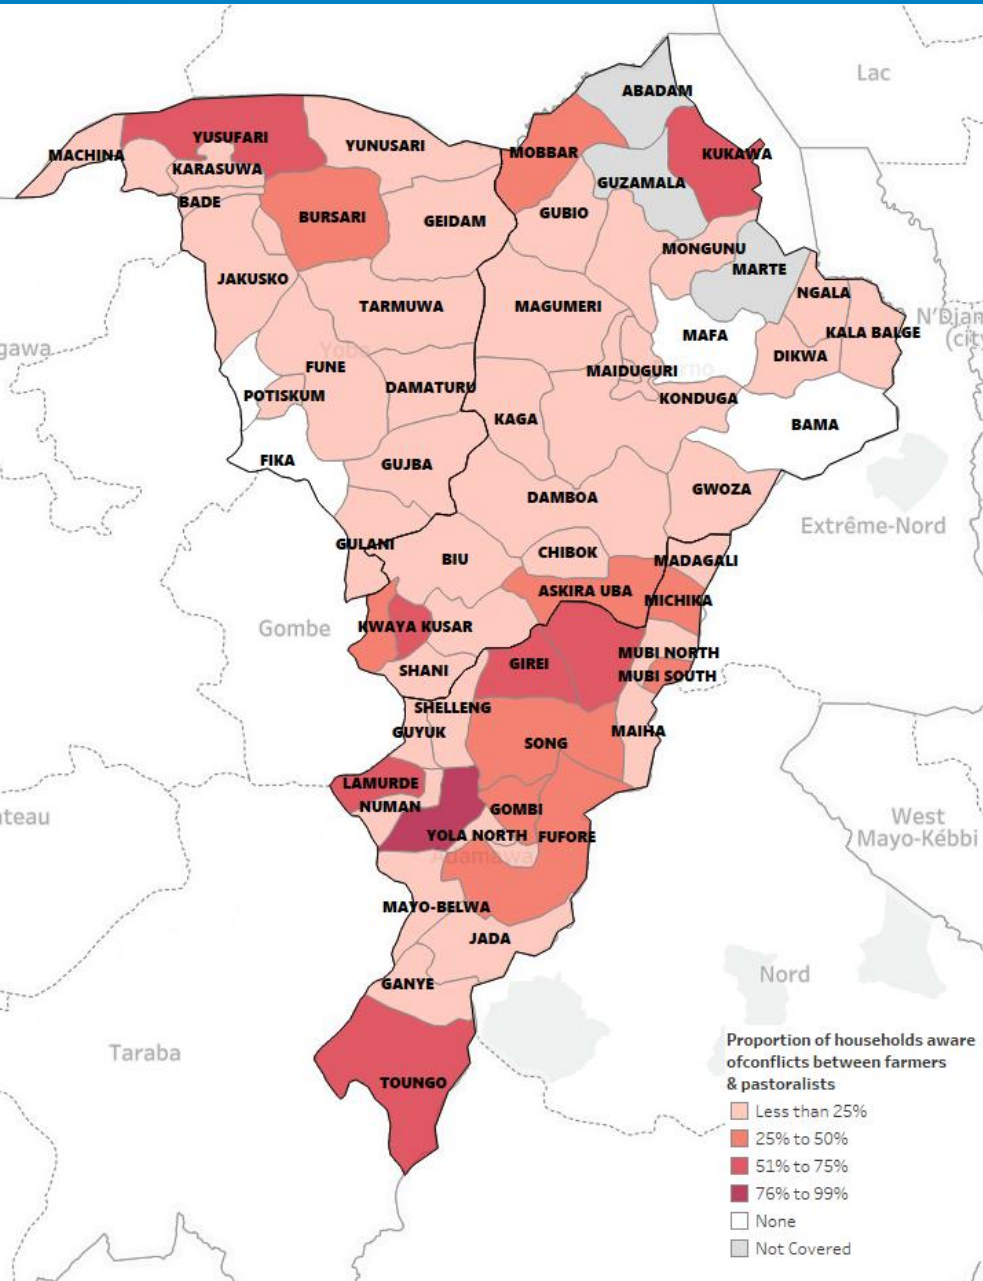 ABADAM
Lac
YUSUFARI
YUNUSARI
MACHINA
KARASUWA
MOBBAR
KUKAWA
GUZAMALA
BADE
BURSARI
GEIDAM
GUBIO
MONGUNU
MARTE
JAKUSKO
TARMUWA
MAGUMERI
NGALA
N'Djam
(city
MAFA
KALA BALGE
gawa
Yobe
DIKWA
FUNE
MAIDUGURI
rno
DAMATURU
POTISKUM
KONDUGA
KAGA
BAMA
FIKA
GUJBA
DAMBOA
GWOZA
Extrême-Nord
GULANI
BIU
CHIBOK
MADAGALI
ASKIRA UBA
MICHIKA
Gombe
KWAYA KUSAR
MUBI NORTH
GIREI
SHANI
MUBI SOUTH
SHELLENG
GUYUK
MAIHA
SONG
LAMURDE
NUMAN
GOMBI
ateau
West
Mayo-Kébbi
YOLA NORTH
FUFORE
Adamawa
MAYO-BELWA
JADA
GANYE
Nord
Taraba
TOUNGO
Proportion of households aware
ofconflicts between farmers
& pastoralists
Less than 25%
25% to 50%
51% to 75%
76% to 99%
None
Not Covered